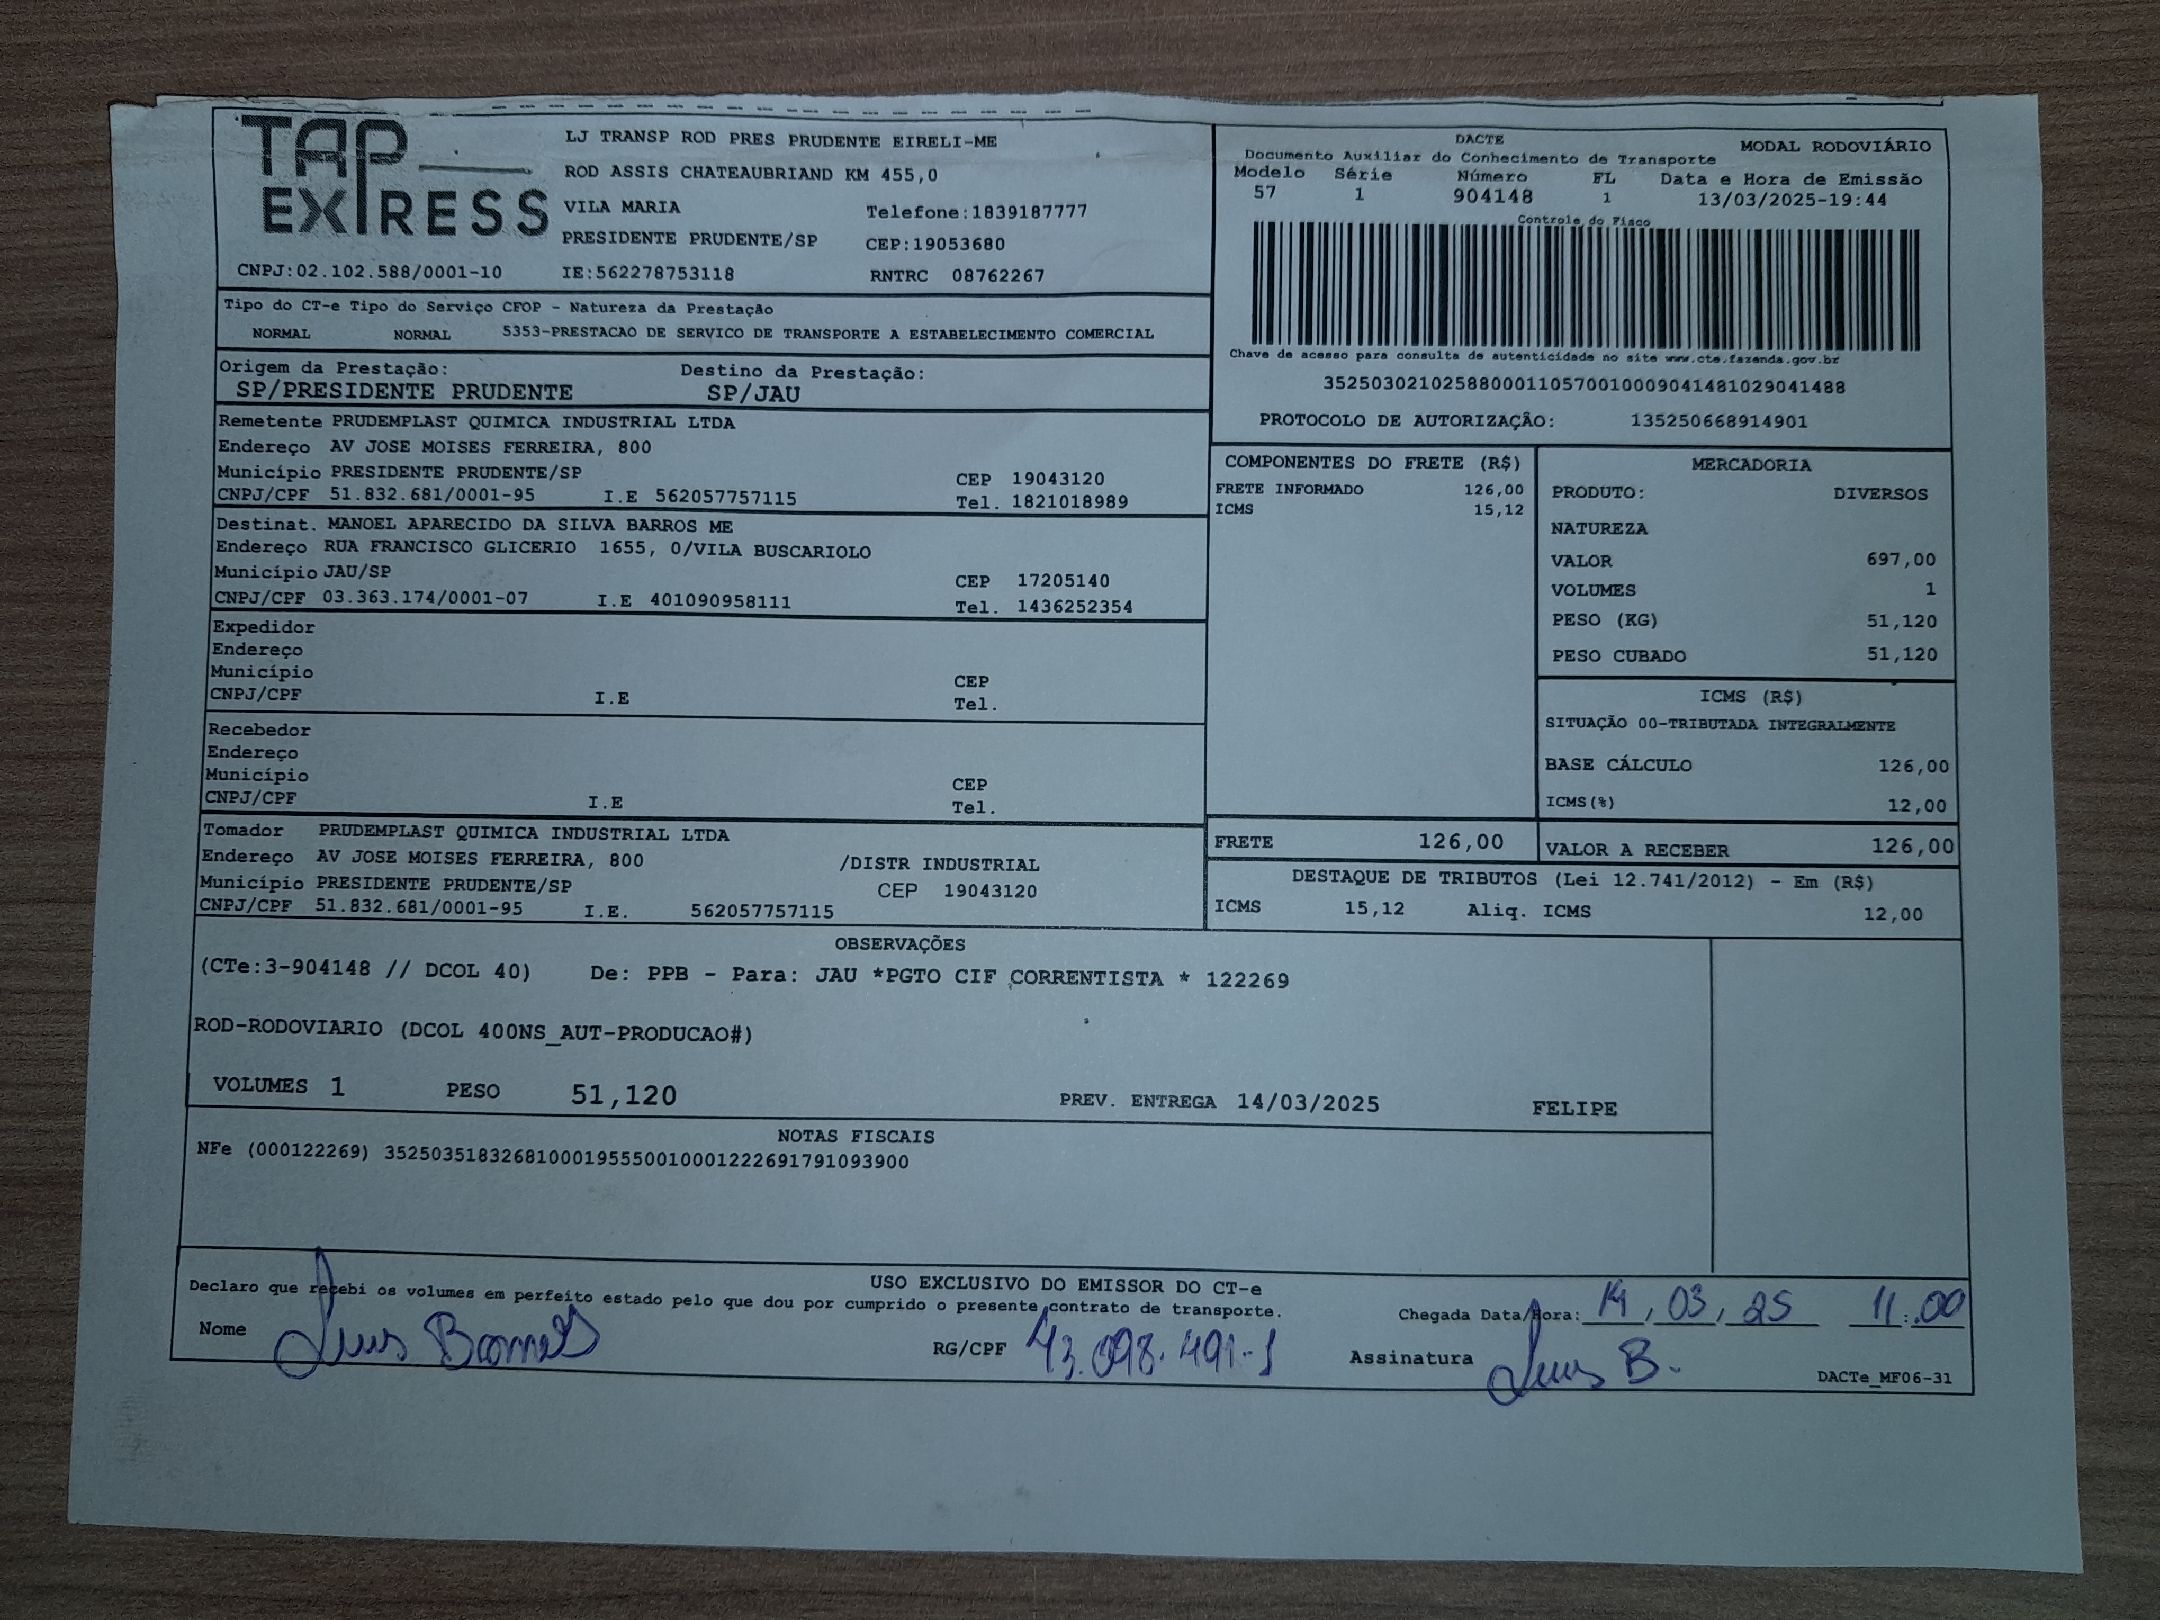 TAP EXPRESS
LJ TRANSP ROD PRES PRUDENTE EIRELI-ME
ROD ASSIS CHATEAUBRIAND KM 455,0
VILA MARIA Telefone:1839187777
PRESIDENTE PRUDENTE/SP CEP:19053680
CNPJ:02.102.588/0001-10 IE:562278753118 RNTRC 08762267
DACTE MODAL RODOVIÁRIO
Documento Auxiliar do Conhecimento de Transporte
Modelo Série Número FL Data e Hora de Emissão
57 1 904148 1 13/03/2025-19:44
Controle do Fisco
Chave de acesso para consulta de autenticidade no site www.cte.fazenda.gov.br
35250302102588000110570010009041481029041488
PROTOCOLO DE AUTORIZAÇÃO: 135250668914901
Tipo do CT-e Tipo do Serviço CFOP - Natureza da Prestação
NORMAL NORMAL 5353-PRESTACAO DE SERVICO DE TRANSPORTE A ESTABELECIMENTO COMERCIAL
Origem da Prestação: Destino da Prestação:
SP/PRESIDENTE PRUDENTE SP/JAU
Remetente PRUDEMPLAST QUIMICA INDUSTRIAL LTDA
Endereço AV JOSE MOISES FERREIRA, 800
Município PRESIDENTE PRUDENTE/SP CEP 19043120
CNPJ/CPF 51.832.681/0001-95 I.E 562057757115 Tel. 1821018989
Destinat. MANOEL APARECIDO DA SILVA BARROS ME
Endereço RUA FRANCISCO GLICERIO 1655, 0/VILA BUSCARIOLO
Município JAU/SP CEP 17205140
CNPJ/CPF 03.363.174/0001-07 I.E 401090958111 Tel. 1436252354
Expedidor
Endereço
Município CEP
CNPJ/CPF I.E Tel.
Recebedor
Endereço
Município CEP
CNPJ/CPF I.E Tel.
Tomador PRUDEMPLAST QUIMICA INDUSTRIAL LTDA
Endereço AV JOSE MOISES FERREIRA, 800 /DISTR INDUSTRIAL
Município PRESIDENTE PRUDENTE/SP CEP 19043120
CNPJ/CPF 51.832.681/0001-95 I.E. 562057757115
COMPONENTES DO FRETE (R$)
FRETE INFORMADO 126,00
ICMS 15,12
FRETE 126,00
MERCADORIA
PRODUTO: DIVERSOS
NATUREZA
VALOR 697,00
VOLUMES 1
PESO (KG) 51,120
PESO CUBADO 51,120
ICMS (R$)
SITUAÇÃO 00-TRIBUTADA INTEGRALMENTE
BASE CÁLCULO 126,00
ICMS(%) 12,00
VALOR A RECEBER 126,00
DESTAQUE DE TRIBUTOS (Lei 12.741/2012) - Em (R$)
ICMS 15,12 Aliq. ICMS 12,00
OBSERVAÇÕES
(CTe:3-904148 // DCOL 40) De: PPB - Para: JAU *PGTO CIF CORRENTISTA * 122269
ROD-RODOVIARIO (DCOL 400NS_AUT-PRODUCAO#)
VOLUMES 1 PESO 51,120 PREV. ENTREGA 14/03/2025 FELIPE
NOTAS FISCAIS
NFe (000122269) 35250351832681000195550010001222691791093900
USO EXCLUSIVO DO EMISSOR DO CT-e
Declaro que recebi os volumes em perfeito estado pelo que dou por cumprido o presente contrato de transporte.
Chegada Data/Hora: 14,03,25 11:00
Nome Luis RG/CPF 43.098.491-1 Assinatura Luis B.
DACTe_MF06-31